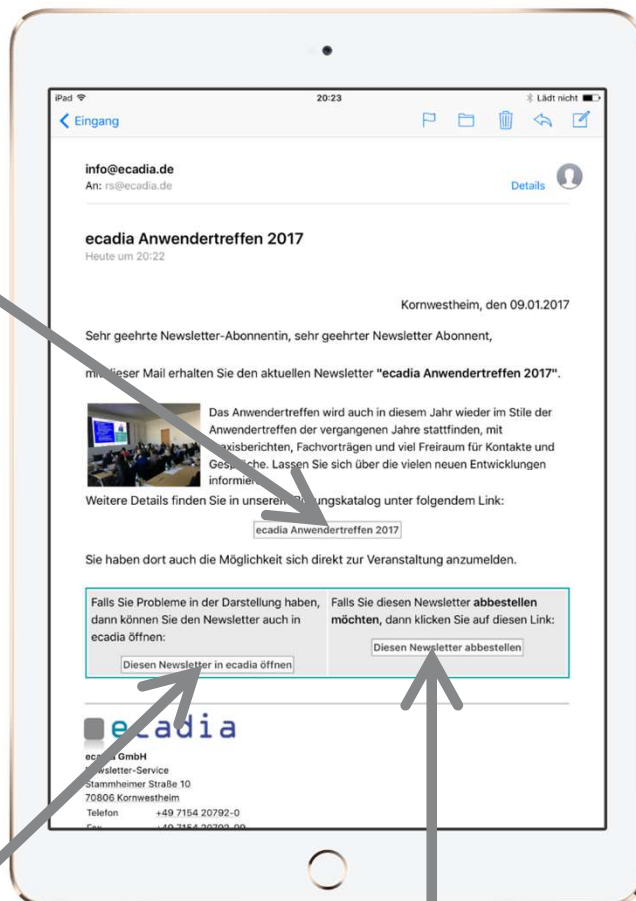 iPad 20:23 Lädt nicht
Eingang
info@ecadia.de
An: rs@ecadia.de Details
ecadia Anwendertreffen 2017
Heute um 20:22
Kornwestheim, den 09.01.2017
Sehr geehrte Newsletter-Abonnentin, sehr geehrter Newsletter Abonnent,
mit dieser Mail erhalten Sie den aktuellen Newsletter "ecadia Anwendertreffen 2017".
Das Anwendertreffen wird auch in diesem Jahr wieder im Stile der
Anwendertreffen der vergangenen Jahre stattfinden, mit
Praxisberichten, Fachvorträgen und viel Freiraum für Kontakte und
Gespräche. Lassen Sie sich über die vielen neuen Entwicklungen
informieren
Weitere Details finden Sie in unserem Buchungskatalog unter folgendem Link:
ecadia Anwendertreffen 2017
Sie haben dort auch die Möglichkeit sich direkt zur Veranstaltung anzumelden.
Falls Sie Probleme in der Darstellung haben,
dann können Sie den Newsletter auch in
ecadia öffnen:
Diesen Newsletter in ecadia öffnen
Falls Sie diesen Newsletter abbestellen
möchten, dann klicken Sie auf diesen Link:
Diesen Newsletter abbestellen
ecadia
ecadia GmbH
Newsletter-Service
Stammheimer Straße 10
70806 Kornwestheim
Telefon +49 7154 20792-0